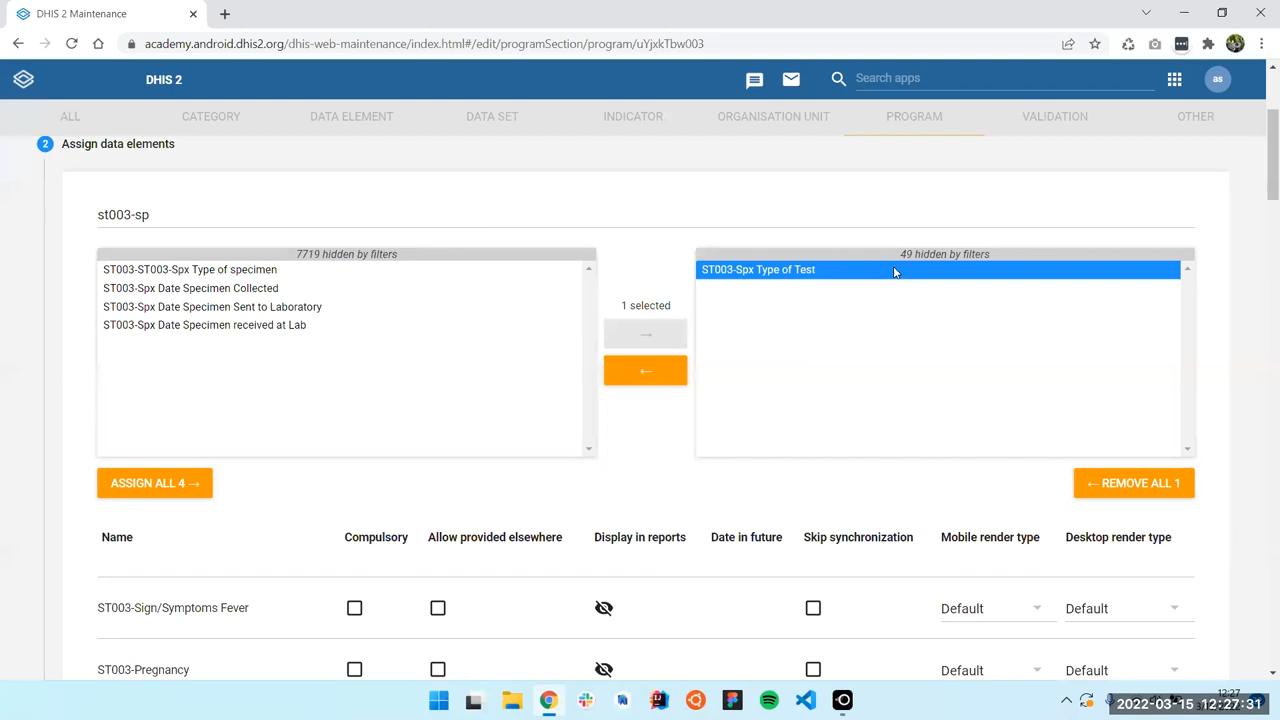 DHIS 2 Maintenance
academy.android.dhis2.org/dhis-web-maintenance/index.html#/edit/programSection/program/uYjxkTbw003
DHIS 2
Search apps
as
ALL CATEGORY DATA ELEMENT DATA SET INDICATOR ORGANISATION UNIT PROGRAM VALIDATION OTHER
2 Assign data elements
st003-sp
7719 hidden by filters
49 hidden by filters
ST003-ST003-Spx Type of specimen
ST003-Spx Date Specimen Collected
ST003-Spx Date Specimen Sent to Laboratory
ST003-Spx Date Specimen received at Lab
1 selected
→
←
ST003-Spx Type of Test
ASSIGN ALL 4 →
← REMOVE ALL 1
Name Compulsory Allow provided elsewhere Display in reports Date in future Skip synchronization Mobile render type Desktop render type
ST003-Sign/Symptoms Fever Default Default
ST003-Pregnancy Default Default
12:27
2022-03-15 12:27:31